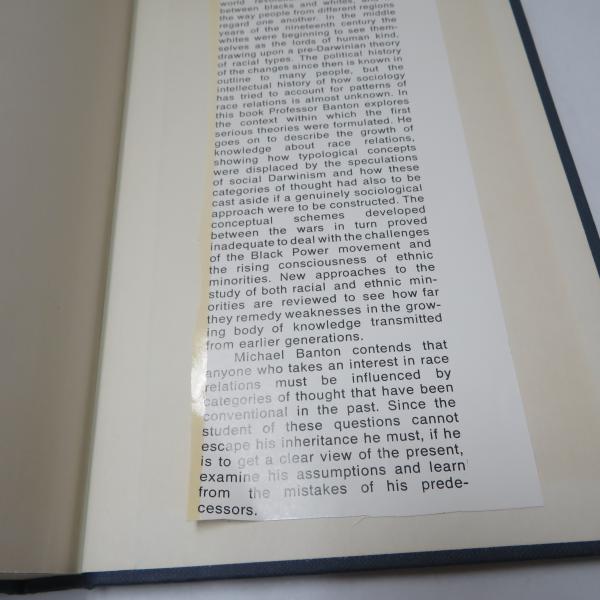 world revolu
between blacks and whites, and
the way people from different regions
regard one another. In the middle
years of the nineteenth century the
whites were beginning to see them-
selves as the lords of human kind,
drawing upon a pre-Darwinian theory
of racial types. The political history
of the changes since then is known in
outline to many people, but the
intellectual history of how sociology
has tried to account for patterns of
race relations is almost unknown. In
this book Professor Banton explores
the context within which the first
serious theories were formulated. He
goes on to describe the growth of
knowledge about race relations,
showing how typological concepts
were displaced by the speculations
of social Darwinism and how these
categories of thought had also to be
cast aside if a genuinely sociological
approach were to be constructed. The
conceptual schemes developed
between the wars in turn proved
inadequate to deal with the challenges
of the Black Power movement and
the rising consciousness of ethnic
minorities. New approaches to the
study of both racial and ethnic min-
orities are reviewed to see how far
they remedy weaknesses in the grow-
ing body of knowledge transmitted
from earlier generations.
Michael Banton contends that
anyone who takes an interest in race
relations must be influenced by
categories of thought that have been
conventional in the past. Since the
student of these questions cannot
escape his inheritance he must, if he
is to get a clear view of the present,
examine his assumptions and learn
from the mistakes of his prede-
cessors.